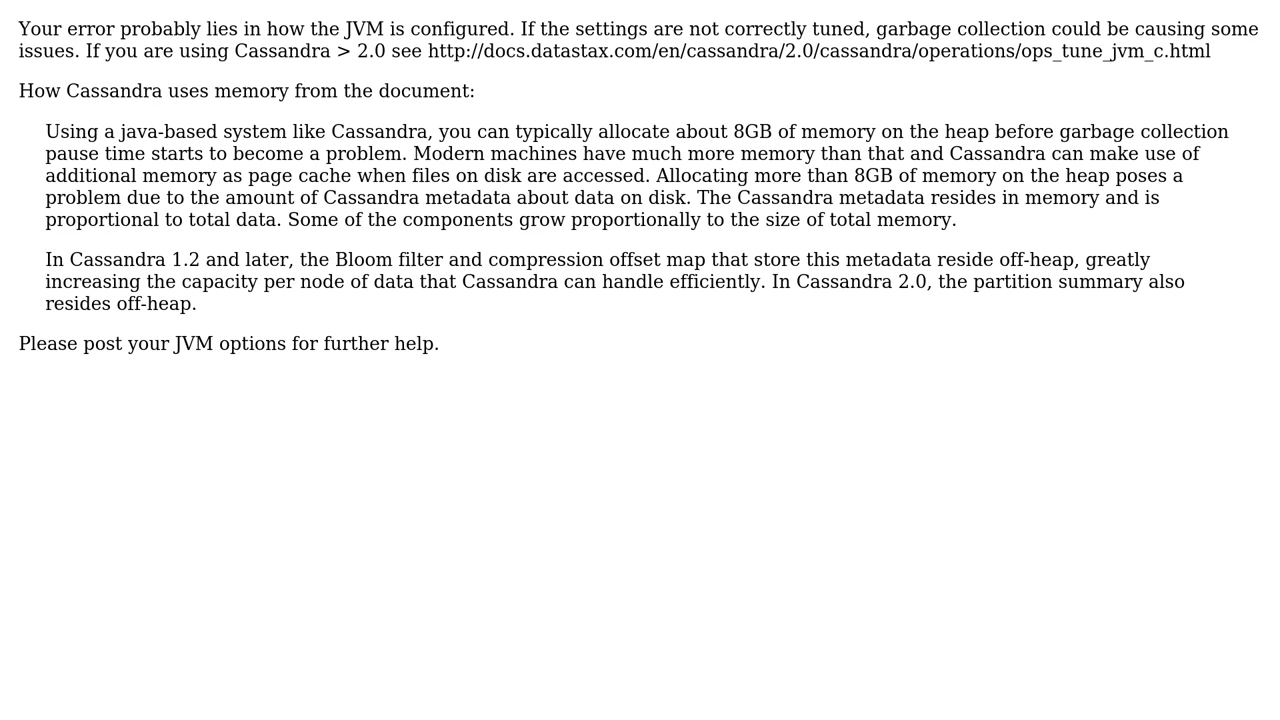 Your error probably lies in how the JVM is configured. If the settings are not correctly tuned, garbage collection could be causing some
issues. If you are using Cassandra > 2.0 see http://docs.datastax.com/en/cassandra/2.0/cassandra/operations/ops_tune_jvm_c.html
How Cassandra uses memory from the document:
Using a java-based system like Cassandra, you can typically allocate about 8GB of memory on the heap before garbage collection
pause time starts to become a problem. Modern machines have much more memory than that and Cassandra can make use of
additional memory as page cache when files on disk are accessed. Allocating more than 8GB of memory on the heap poses a
problem due to the amount of Cassandra metadata about data on disk. The Cassandra metadata resides in memory and is
proportional to total data. Some of the components grow proportionally to the size of total memory.
In Cassandra 1.2 and later, the Bloom filter and compression offset map that store this metadata reside off-heap, greatly
increasing the capacity per node of data that Cassandra can handle efficiently. In Cassandra 2.0, the partition summary also
resides off-heap.
Please post your JVM options for further help.